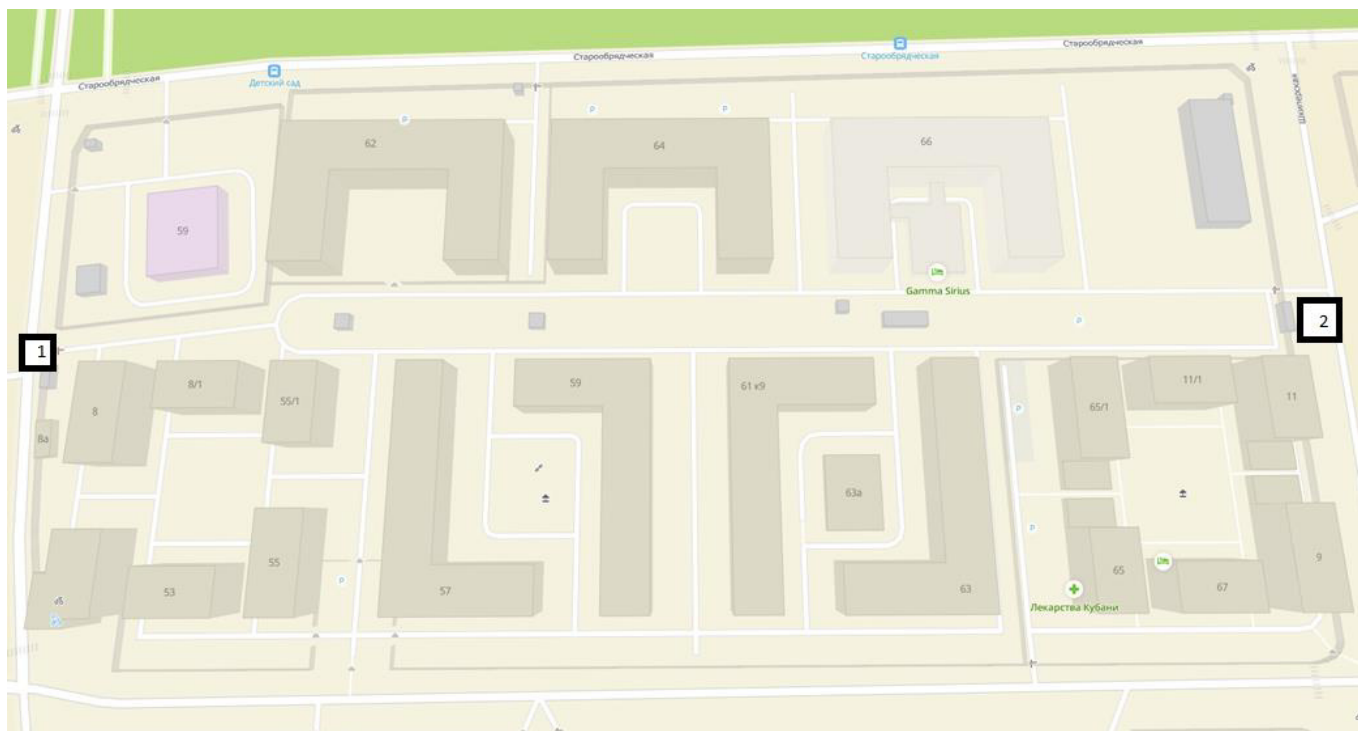 Старообрядческая
Старообрядческая
Старообрядческая
Детский сад
Старообрядческая
Шкиперская
P
P
P
62
64
66
59
Gamma Sirius
1
2
P
8
8/1
55/1
59
61 к9
65/1
11/1
11
8а
P
63а
P
53
55
P
57
63
65
67
9
Лекарства Кубани
P